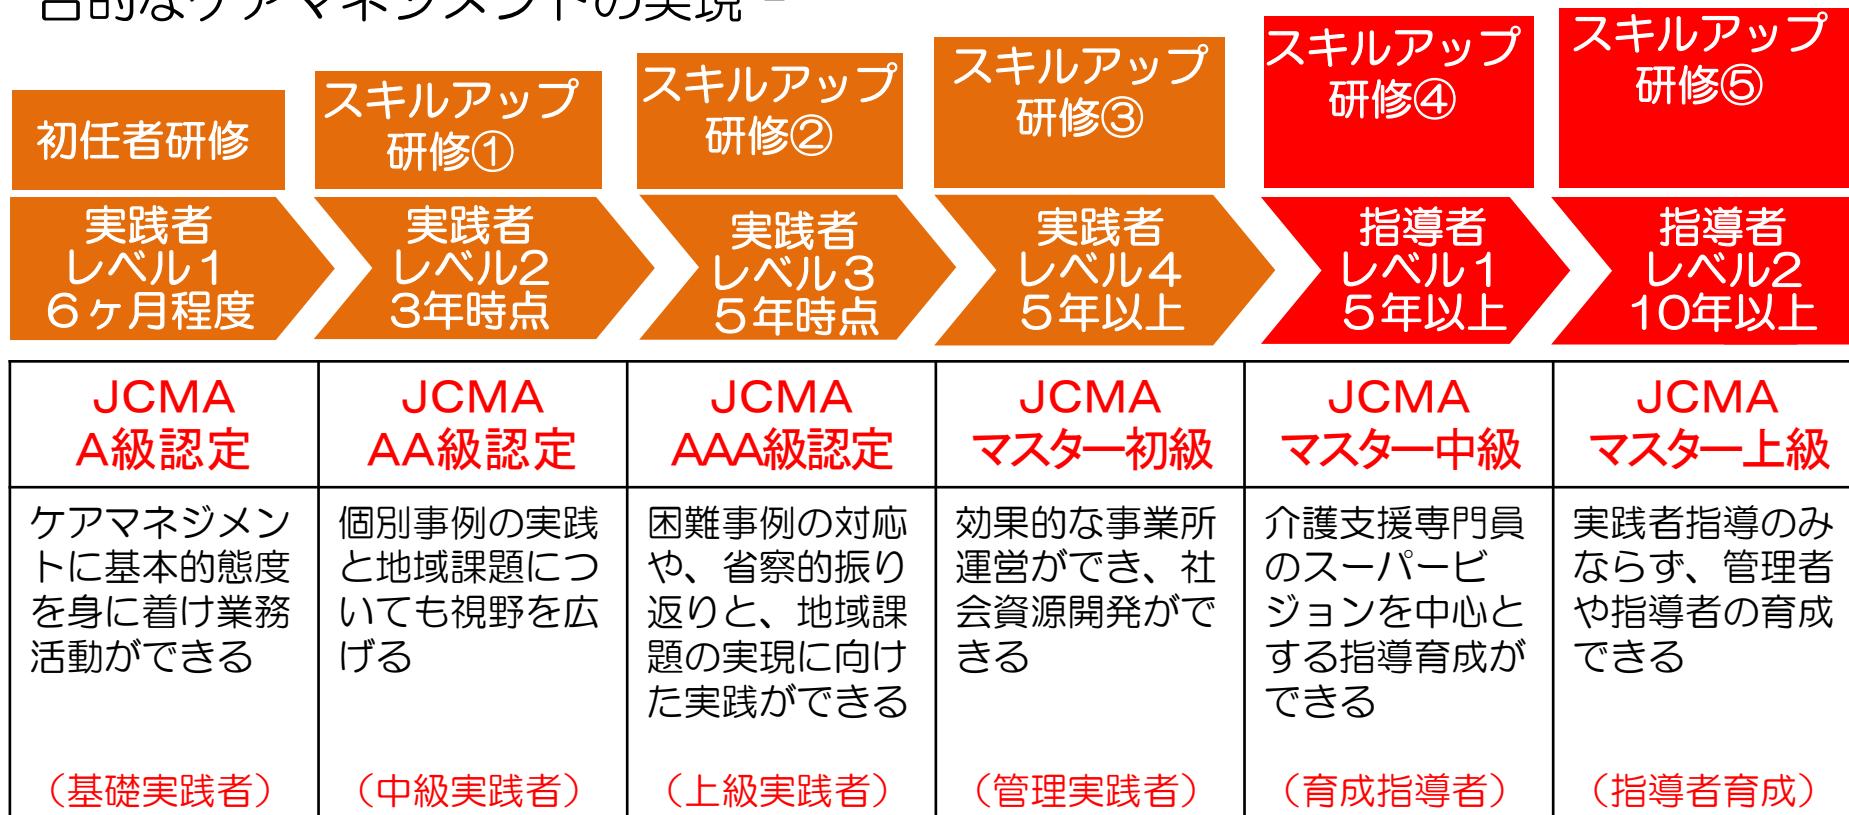 合的なケアマネジメントの実現 -
初任者研修
スキルアップ
研修①
スキルアップ
研修②
スキルアップ
研修③
スキルアップ
研修④
スキルアップ
研修⑤
実践者
レベル1
6ヶ月程度
実践者
レベル2
3年時点
実践者
レベル3
5年時点
実践者
レベル4
5年以上
指導者
レベル1
5年以上
指導者
レベル2
10年以上
JCMA
A級認定
JCMA
AA級認定
JCMA
AAA級認定
JCMA
マスター初級
JCMA
マスター中級
JCMA
マスター上級
ケアマネジメン
トに基本的態度
を身に着け業務
活動ができる
(基礎実践者)
個別事例の実践
と地域課題につ
いても視野を広
げる
(中級実践者)
困難事例の対応
や、省察的振り
返りと、地域課
題の実現に向け
た実践ができる
(上級実践者)
効果的な事業所
運営ができ、社
会資源開発がで
きる
(管理実践者)
介護支援専門員
のスーパービ
ジョンを中心と
する指導育成が
できる
(育成指導者)
実践者指導のみ
ならず、管理者
や指導者の育成
できる
(指導者育成)